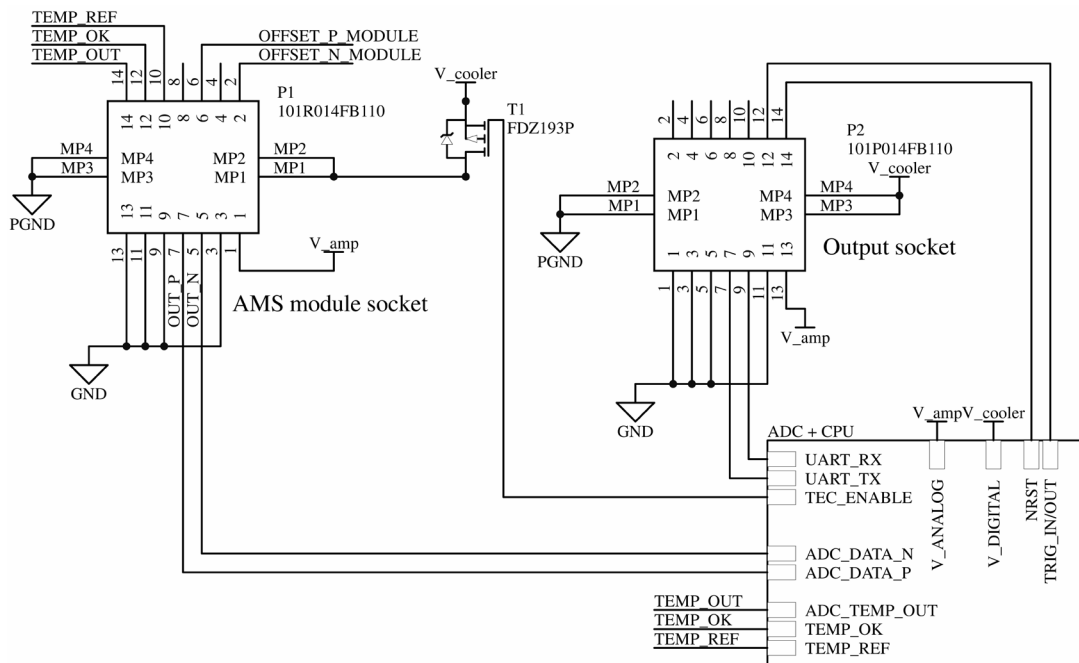 TEMP_REF
TEMP_OK
TEMP_OUT
OFFSET_P_MODULE
OFFSET_N_MODULE
14 12 10 8 6 4 2
14 12 10 8 6 4 2
P1
101R014FB110
MP4 MP4 MP2 MP2
MP3 MP3 MP1 MP1
PGND
13 11 9 7 5 3 1
13 11 9 7 5 3 1
OUT_P
OUT_N
V_amp
AMS module socket
GND
V_cooler
T1
FDZ193P
2 4 6 8 10 12 14
2 4 6 8 10 12 14
P2
101P014FB110
V_cooler
MP2 MP2 MP4 MP4
MP1 MP1 MP3 MP3
PGND
1 3 5 7 9 11 13
1 3 5 7 9 11 13
Output socket
V_amp
GND
V_amp V_cooler
ADC + CPU
UART_RX
UART_TX
TEC_ENABLE
V_ANALOG
V_DIGITAL
NRST
TRIG_IN/OUT
ADC_DATA_N
ADC_DATA_P
TEMP_OUT ADC_TEMP_OUT
TEMP_OK TEMP_OK
TEMP_REF TEMP_REF